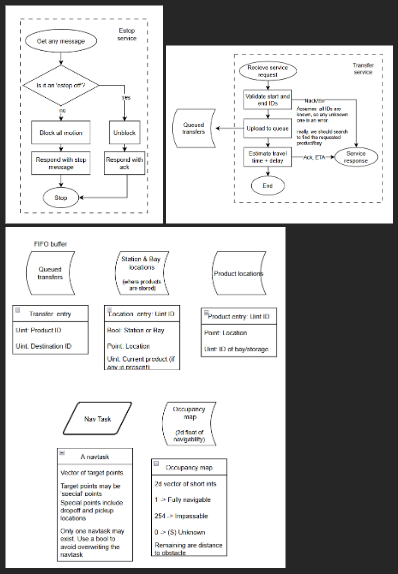 Estop
service
Get any message
Is it an 'estop off'?
yes
no
Block all motion
Unblock
Respond with stop
message
Respond with
ack
Stop
Transfer
service
Recieve service
request
Validate start and
end IDs
Nack/Err
Assumes all IDs are
known, so any unknown
one is an error
really, we should search
to find the requested
product/bay
Queued
transfers
Upload to queue
Estimate travel
time + delay
Ack, ETA
Service
response
End
FIFO buffer
Queued
transfers
Station & Bay
locations
(where products
are stored)
Product locations
Transfer entry
Uint: Product ID
Uint: Destination ID
Location entry: Uint ID
Bool: Station or Bay
Point: Location
Uint: Current product (if
any is present)
Product entry: Uint ID
Point: Location
Uint: ID of bay/storage
Nav Task
Occupancy
map
(2d float of
navigability)
A navtask
Vector of target points
Target points may be
'special' points
Special points include
dropoff and pickup
locations
Only one navtask may
exist. Use a bool to
avoid overwriting the
navtask
Occupancy map
2d vector of short ints
1 -> Fully navigable
254 -> Impassable
0 -> (S) Unknown
Remaining are distance
to obstacle